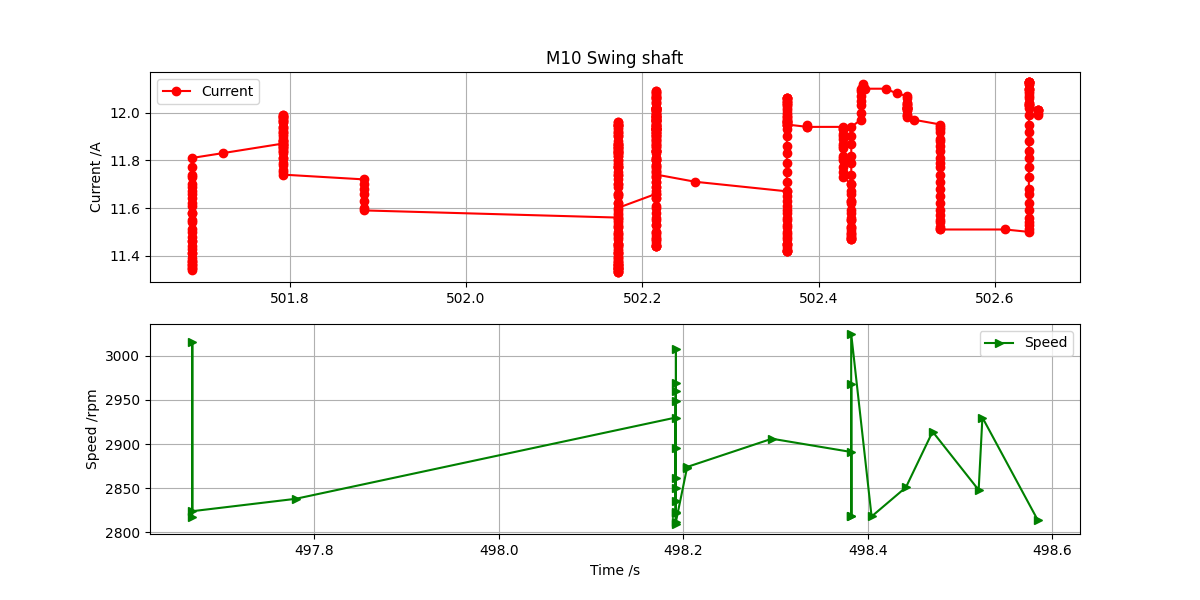 M10 Swing shaft
Current
Current /A
12.0
11.8
11.6
11.4
501.8 502.0 502.2 502.4 502.6
Speed
Speed /rpm
3000
2950
2900
2850
2800
497.8 498.0 498.2 498.4 498.6
Time /s